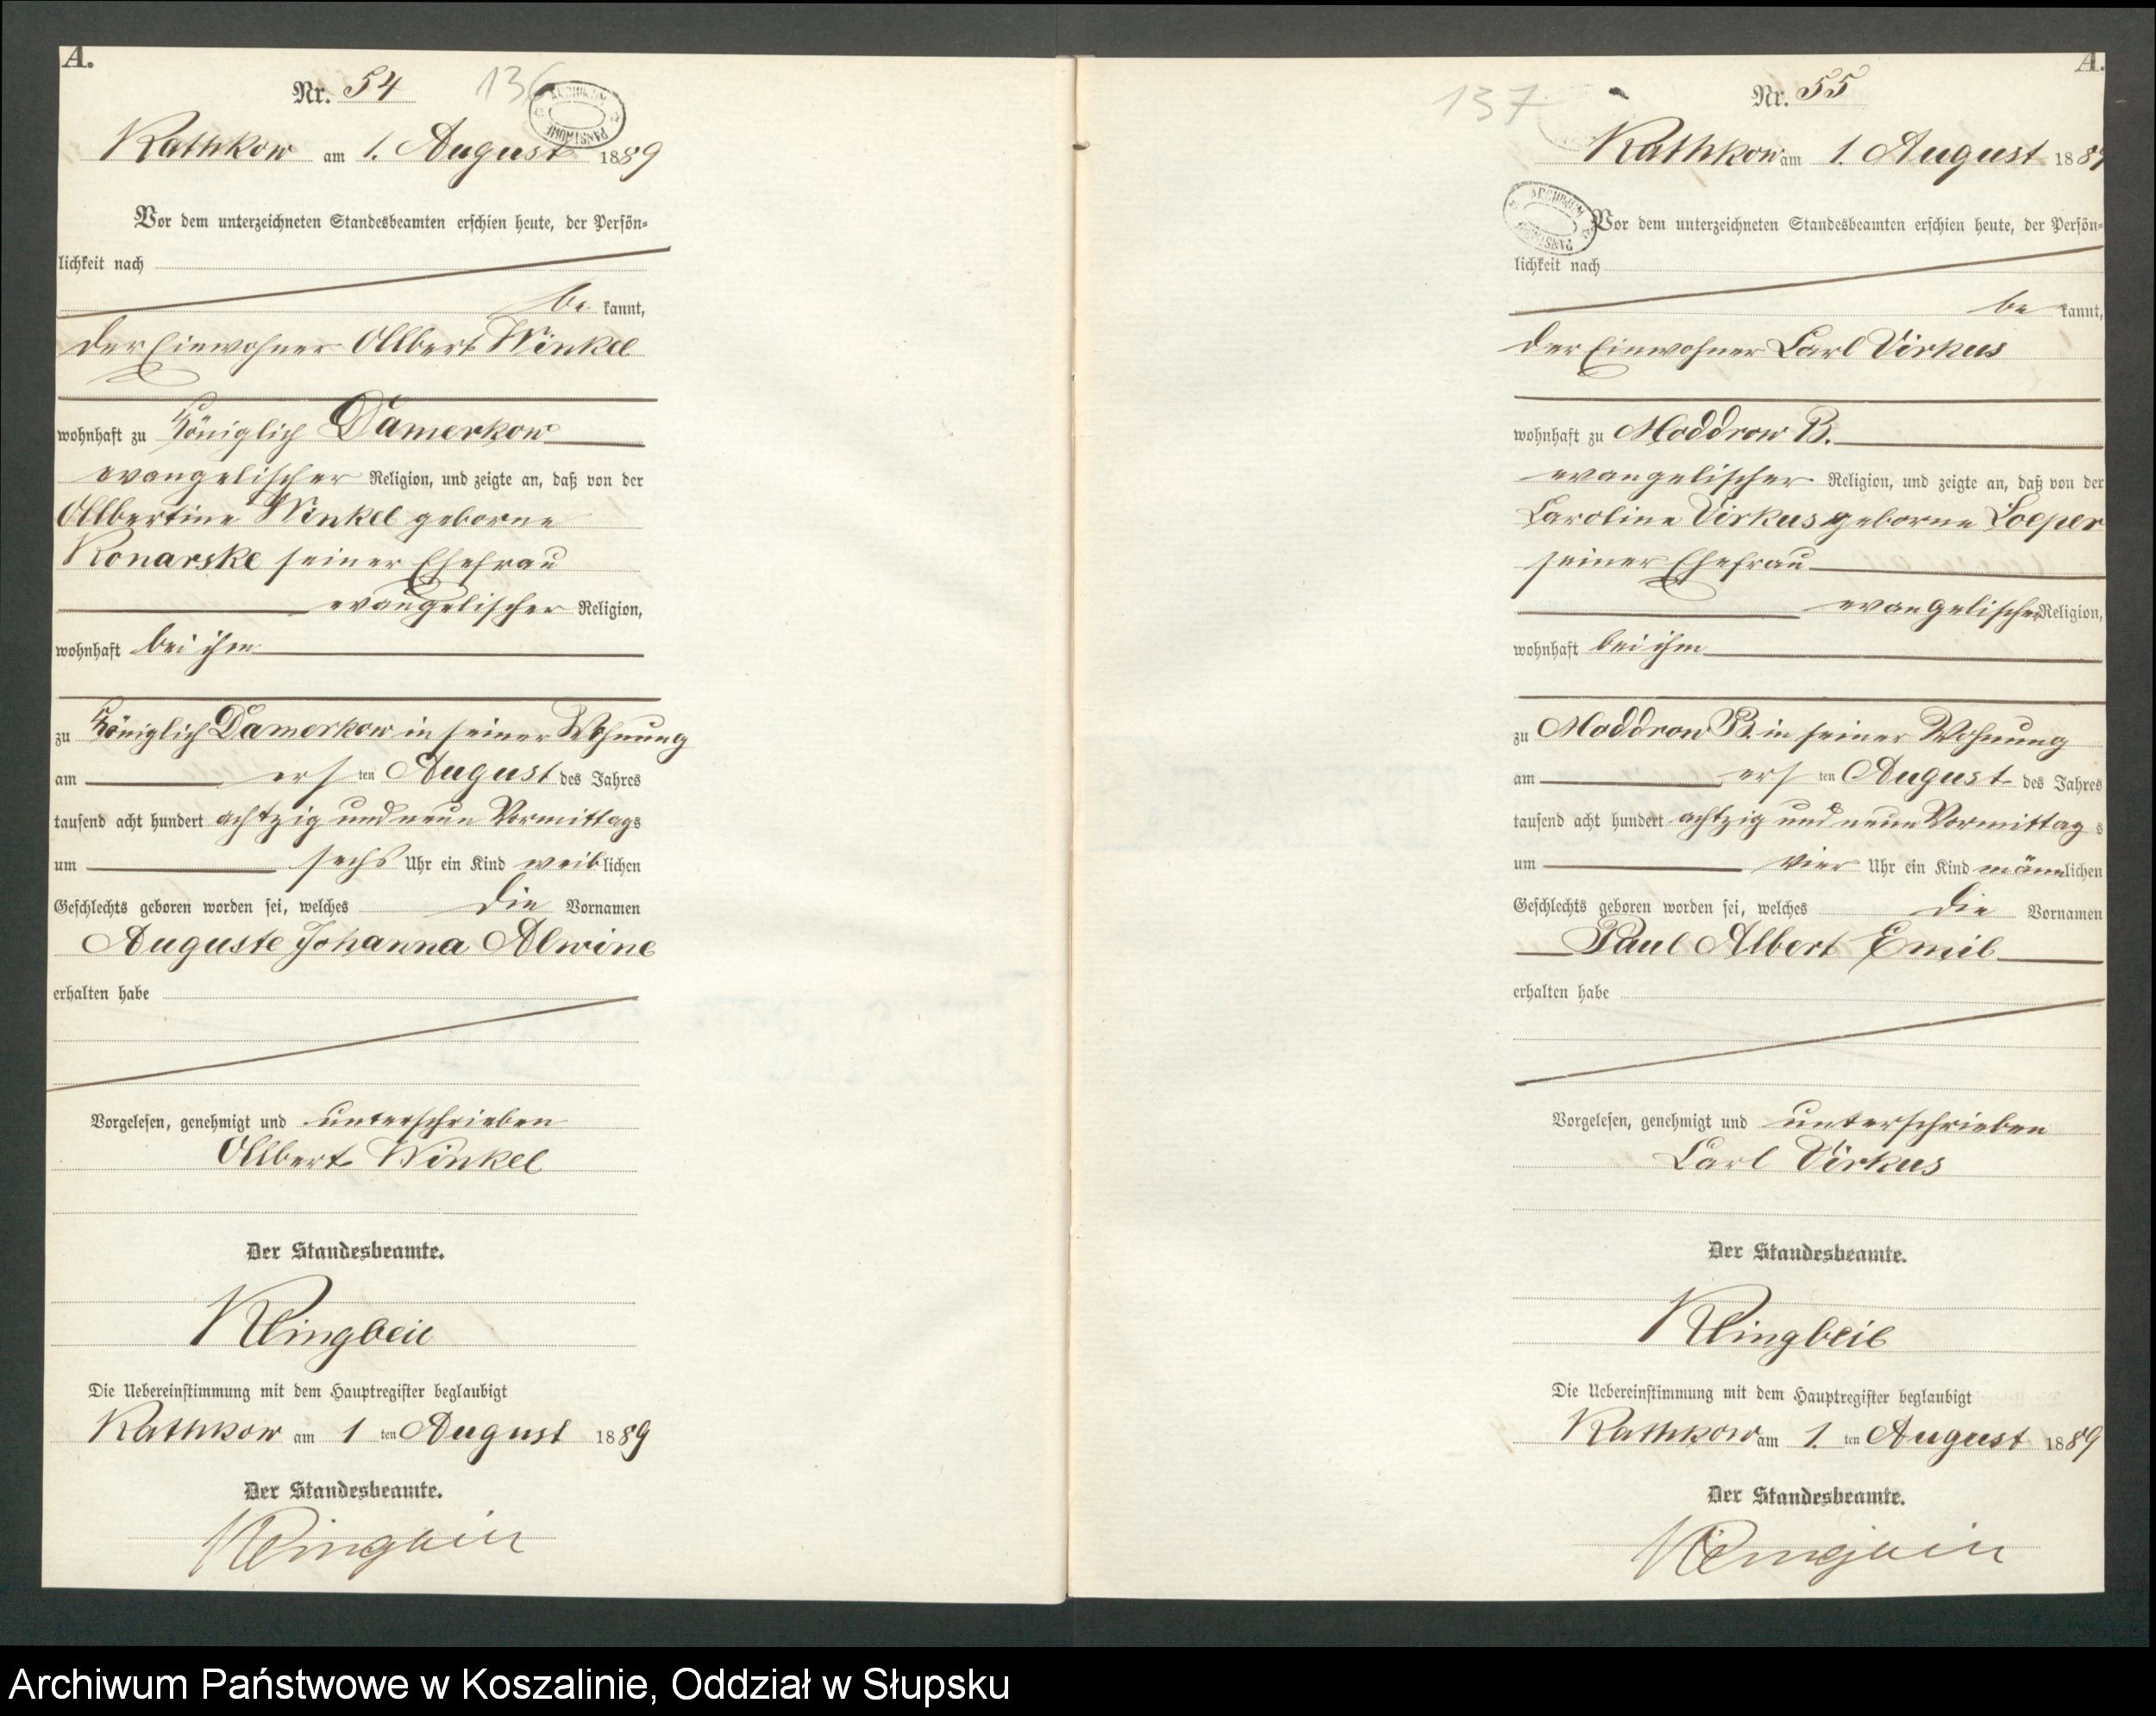 A.
Nr. 54
136
Rathkow am 1. August 1889
Vor dem unterzeichneten Standesbeamten erschien heute, der Persön=
lichkeit nach
be kannt,
der Einwohner Albert Winkel
wohnhaft zu Königlich Damerkow
evangelischer Religion, und zeigte an, daß von der
Albertine Winkel geborne
Konarske seiner Ehefrau
evangelischer Religion,
wohnhaft bei ihm
zu Königlich Damerkow in seiner Wohnung
am ersten August des Jahres
tausend acht hundert achtzig und neun Vormittags
um sechs Uhr ein Kind weiblichen
Geschlechts geboren worden sei, welches die Vornamen
Auguste Johanna Alwine
erhalten habe
Vorgelesen, genehmigt und unterschrieben
Albert Winkel
Der Standesbeamte.
Klingbeil
Die Uebereinstimmung mit dem Hauptregister beglaubigt
Rathkow am 1 ten August 1889
Der Standesbeamte.
Klingbeil
A.
137
Nr. 55
Rathkow am 1. August 1889
Vor dem unterzeichneten Standesbeamten erschien heute, der Persön=
lichkeit nach
be kannt,
der Einwohner Carl Virkus
wohnhaft zu Moddrow B.
evangelischer Religion, und zeigte an, daß von der
Caroline Virkus geborne Loeper
seiner Ehefrau
evangelischer Religion,
wohnhaft bei ihm
zu Moddrow B. in seiner Wohnung
am ersten August des Jahres
tausend acht hundert achtzig und neun Vormittags
um vier Uhr ein Kind männlichen
Geschlechts geboren worden sei, welches die Vornamen
Paul Albert Emil
erhalten habe
Vorgelesen, genehmigt und unterschrieben
Carl Virkus
Der Standesbeamte.
Klingbeil
Die Uebereinstimmung mit dem Hauptregister beglaubigt
Rathkow am 1. ten August 1889
Der Standesbeamte.
Klingbeil
Archiwum Państwowe w Koszalinie, Oddział w Słupsku